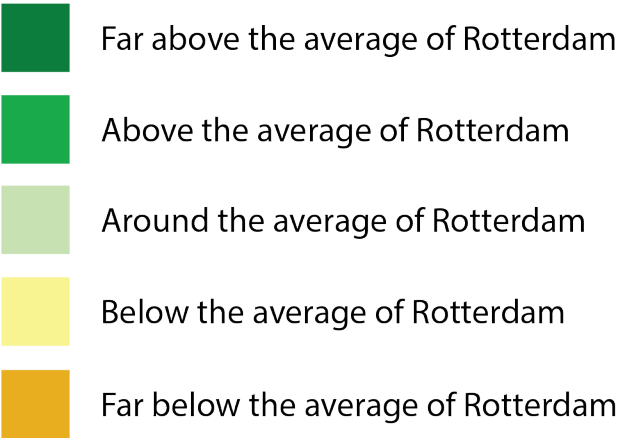 Far above the average of Rotterdam
Above the average of Rotterdam
Around the average of Rotterdam
Below the average of Rotterdam
Far below the average of Rotterdam